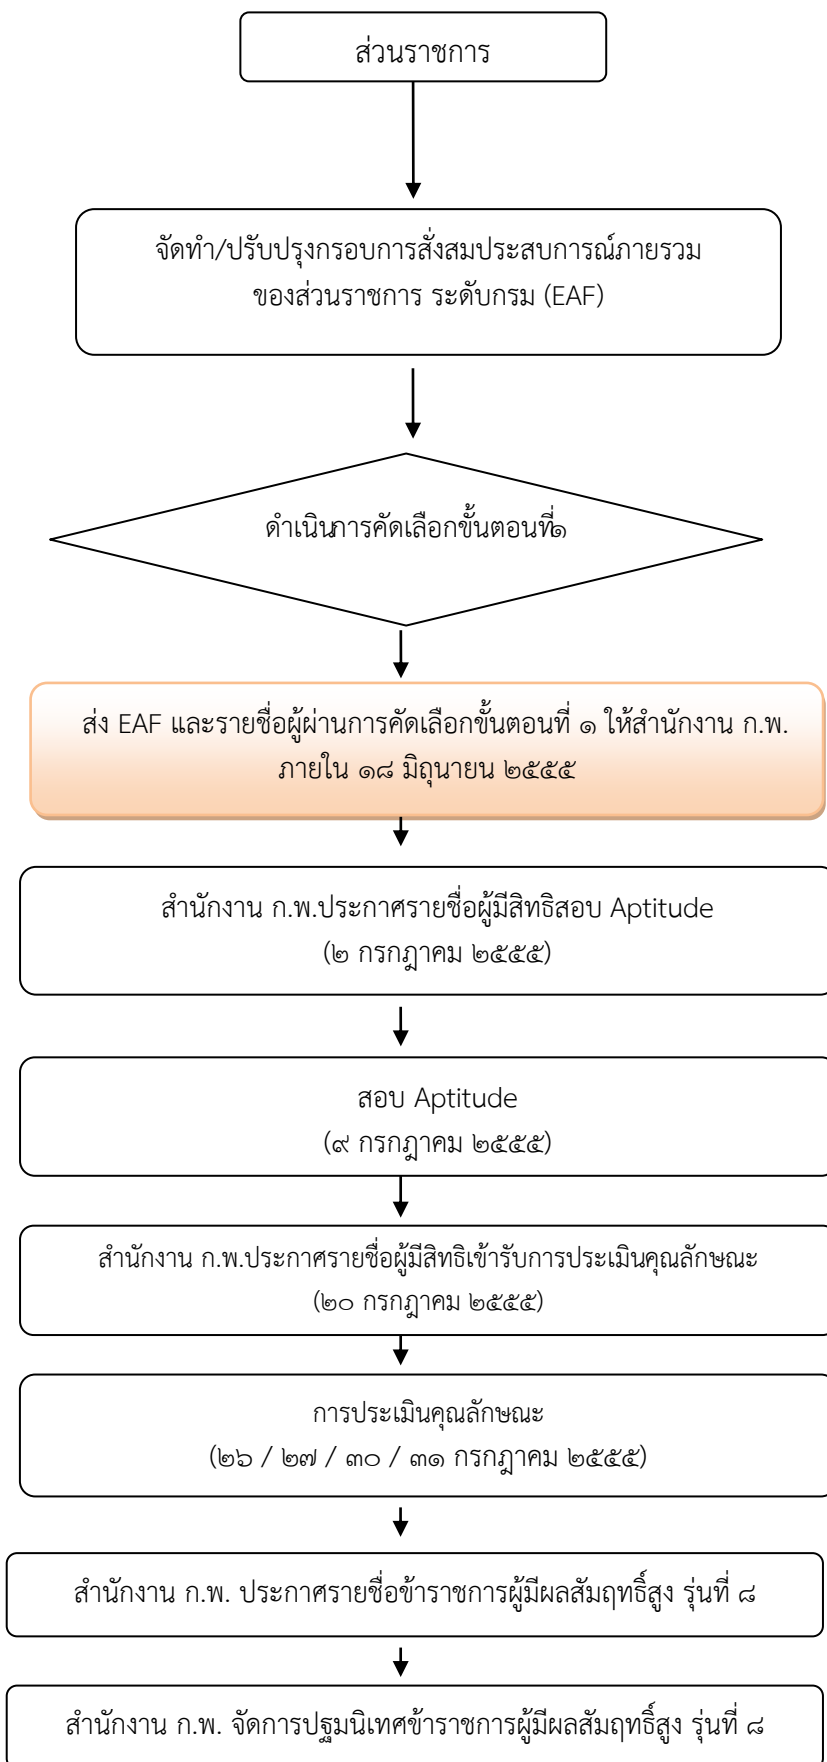 ส่วนราชการ
จัดทำ/ปรับปรุงกรอบการสั่งสมประสบการณ์ภายรวม
ของส่วนราชการ ระดับกรม (EAF)
ดำเนินการคัดเลือกขั้นตอนที่๑
ส่ง EAF และรายชื่อผู้ผ่านการคัดเลือกขั้นตอนที่ ๑ ให้สำนักงาน ก.พ.
ภายใน ๑๘ มิถุนายน ๒๕๕๕
สำนักงาน ก.พ.ประกาศรายชื่อผู้มีสิทธิสอบ Aptitude
(๒ กรกฎาคม ๒๕๕๕)
สอบ Aptitude
(๙ กรกฎาคม ๒๕๕๕)
สำนักงาน ก.พ.ประกาศรายชื่อผู้มีสิทธิเข้ารับการประเมินคุณลักษณะ
(๒๐ กรกฎาคม ๒๕๕๕)
การประเมินคุณลักษณะ
(๒๖ / ๒๗ / ๓๐ / ๓๑ กรกฎาคม ๒๕๕๕)
สำนักงาน ก.พ. ประกาศรายชื่อข้าราชการผู้มีผลสัมฤทธิ์สูง รุ่นที่ ๘
สำนักงาน ก.พ. จัดการปฐมนิเทศข้าราชการผู้มีผลสัมฤทธิ์สูง รุ่นที่ ๘